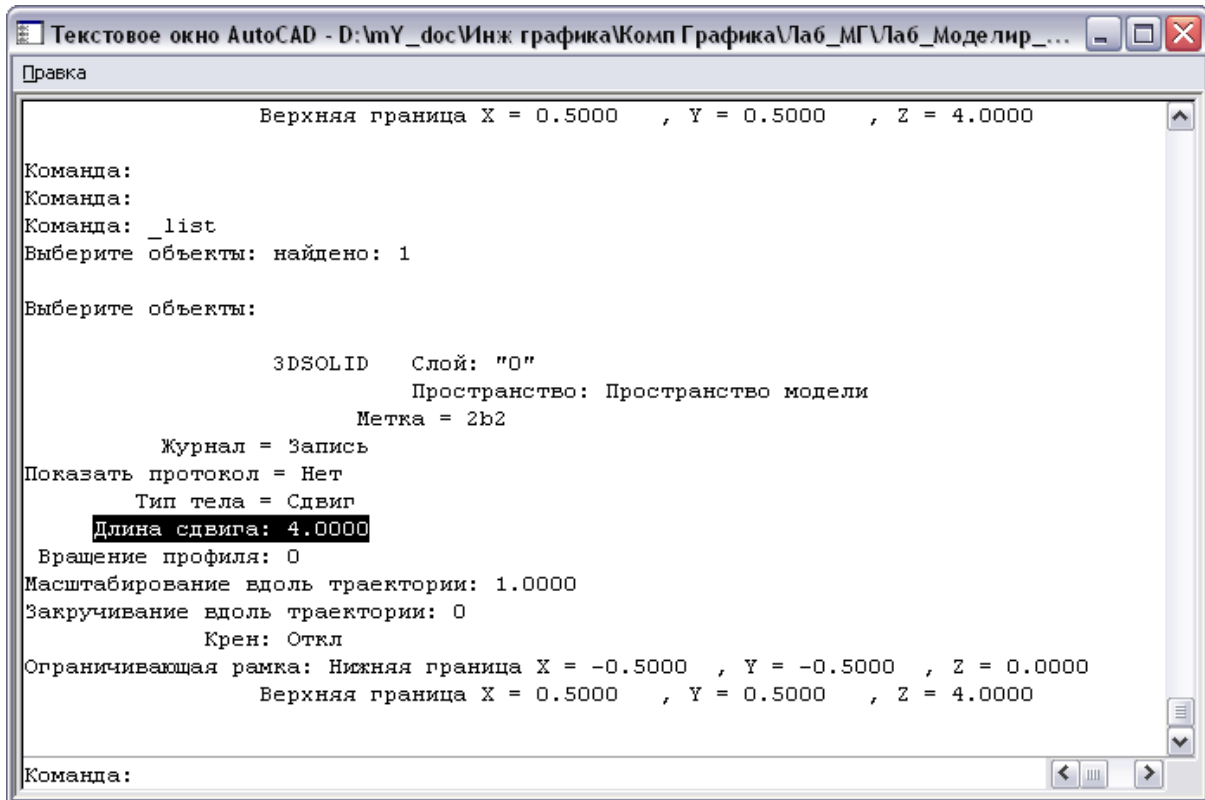 Текстовое окно AutoCAD - D:\mY_doc\Инж графика\Комп Графика\Лаб_МГ\Лаб_Моделир_...
Правка
Верхняя граница X = 0.5000 , Y = 0.5000 , Z = 4.0000
Команда:
Команда:
Команда: _list
Выберите объекты: найдено: 1
Выберите объекты:
3DSOLID Слой: "0"
Пространство: Пространство модели
Метка = 2b2
Журнал = Запись
Показать протокол = Нет
Тип тела = Сдвиг
Длина сдвига: 4.0000
Вращение профиля: 0
Масштабирование вдоль траектории: 1.0000
Закручивание вдоль траектории: 0
Крен: Откл
Ограничивающая рамка: Нижняя граница X = -0.5000 , Y = -0.5000 , Z = 0.0000
Верхняя граница X = 0.5000 , Y = 0.5000 , Z = 4.0000
Команда: